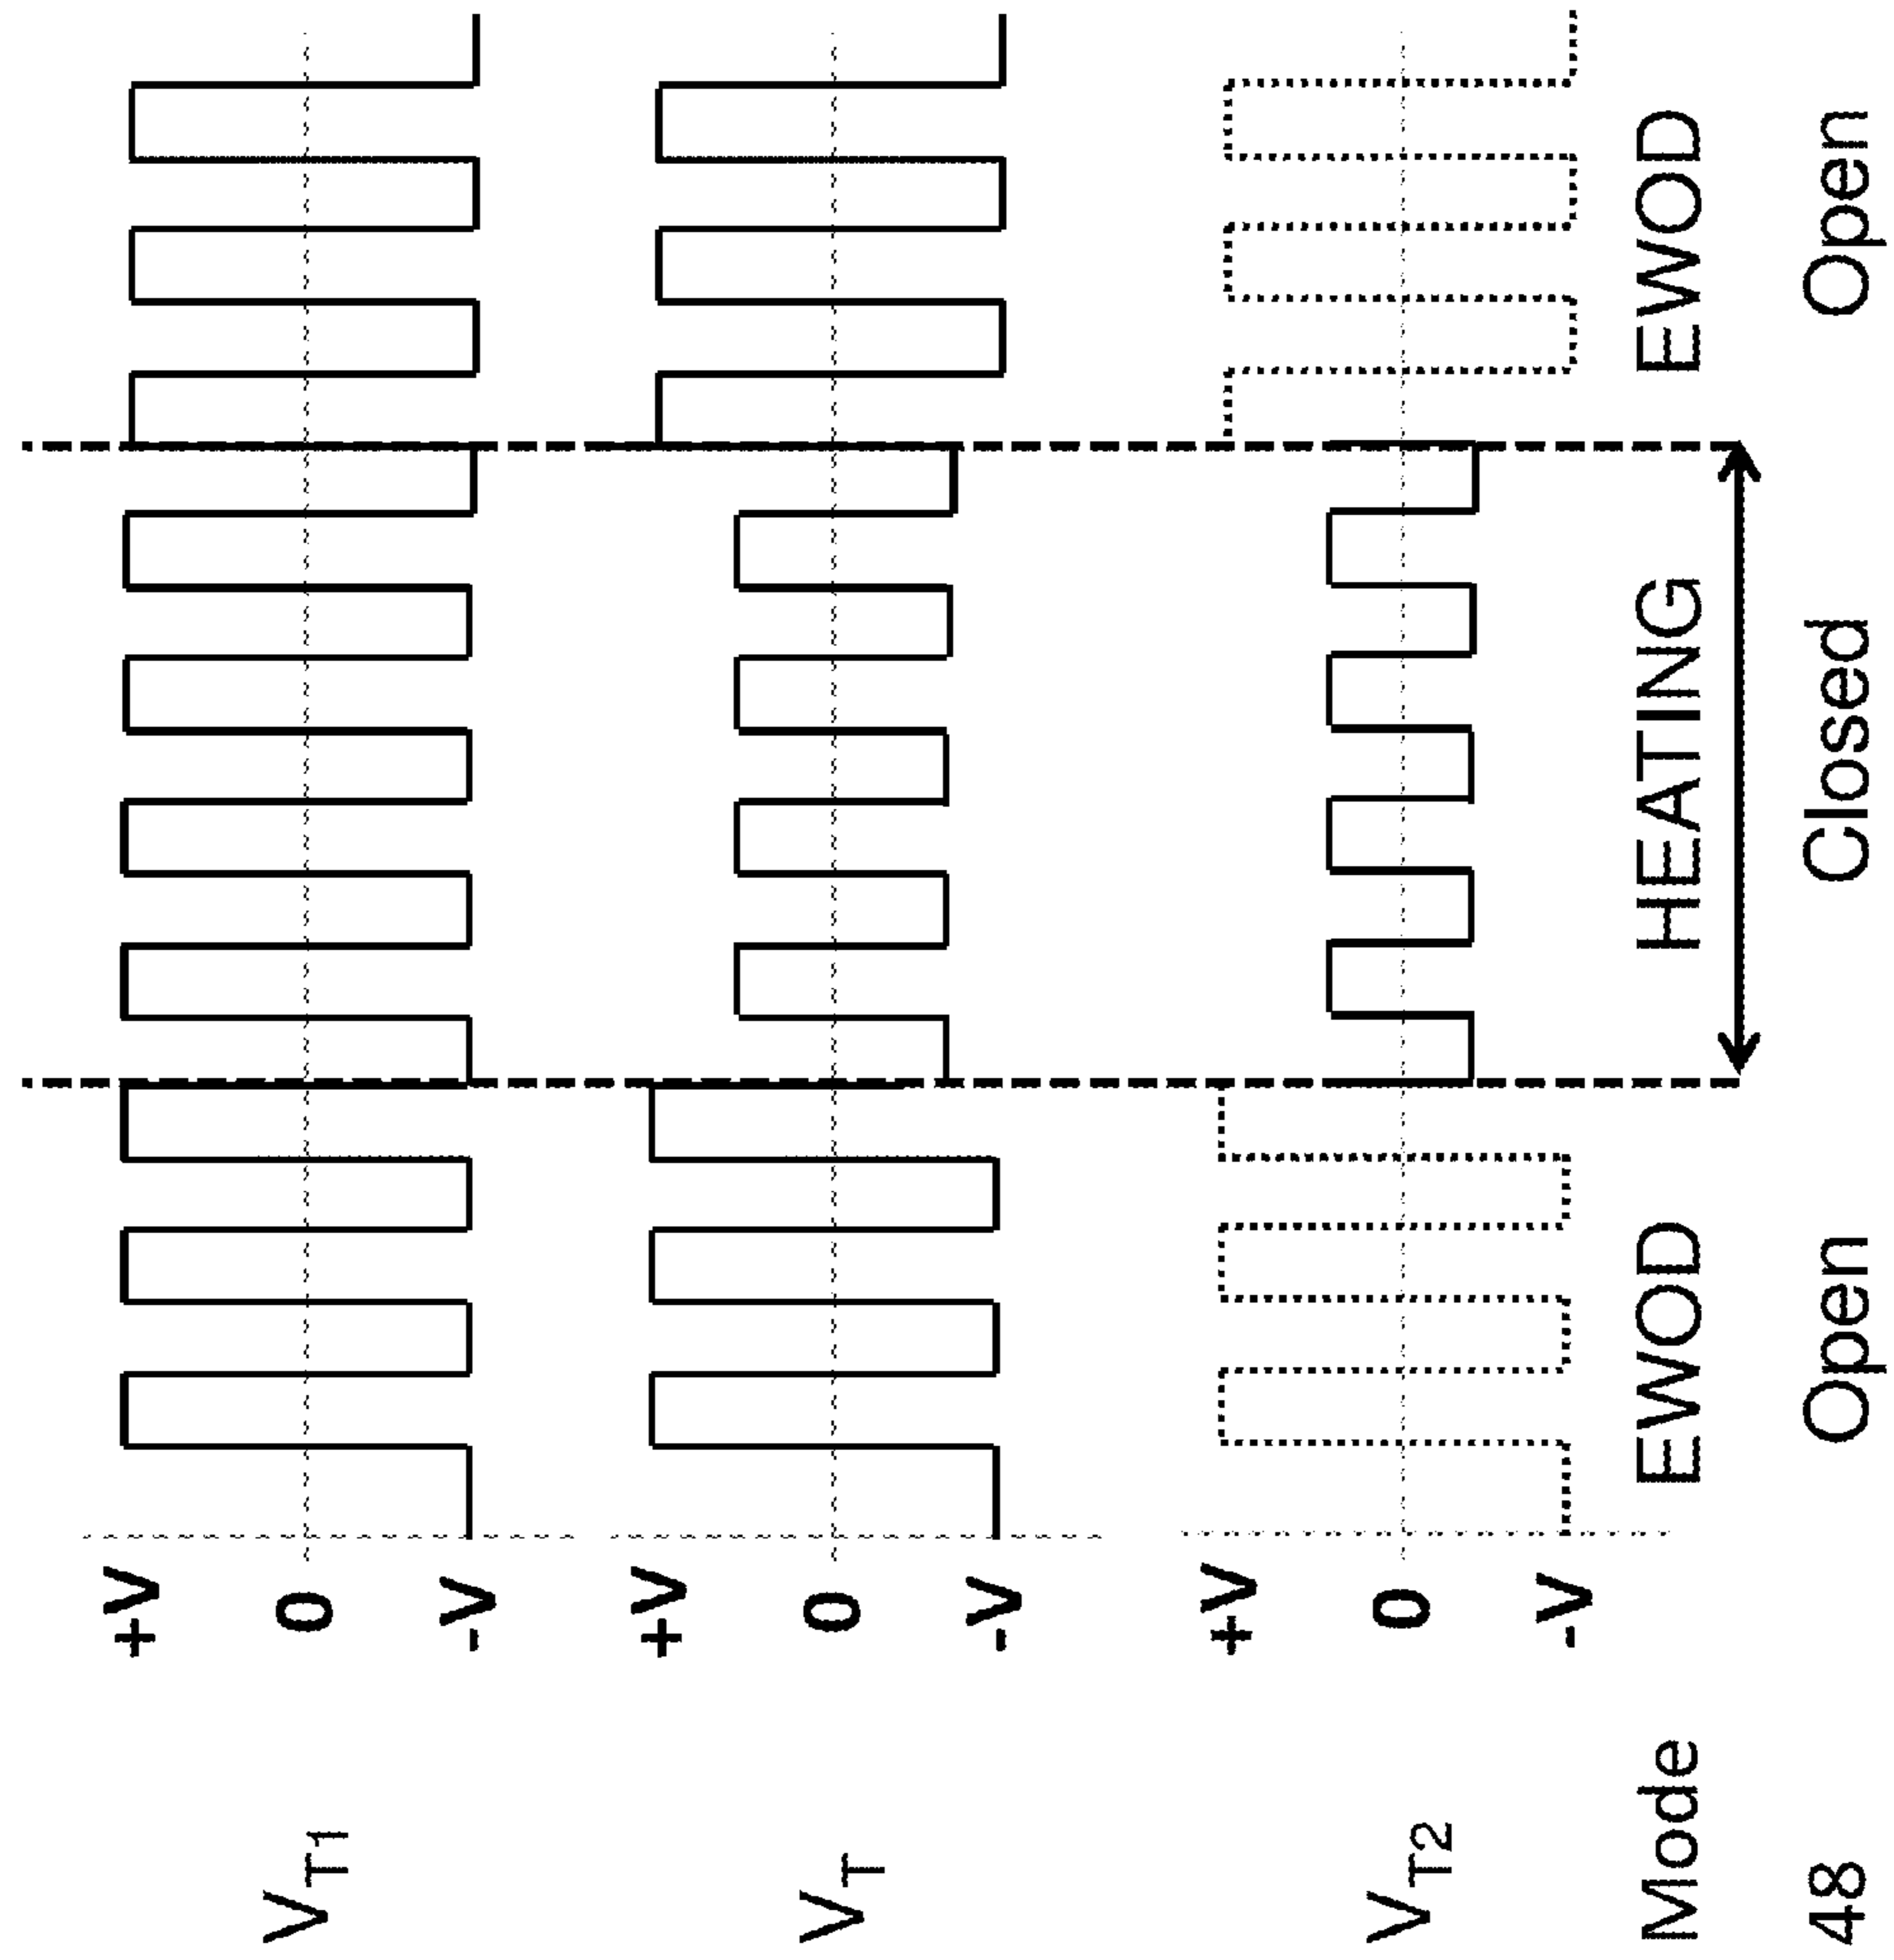 V_T1
+V
0
-V
V_T
+V
0
-V
V_T2
+V
0
-V
Mode EWOD HEATING EWOD
48 Open Closed Open